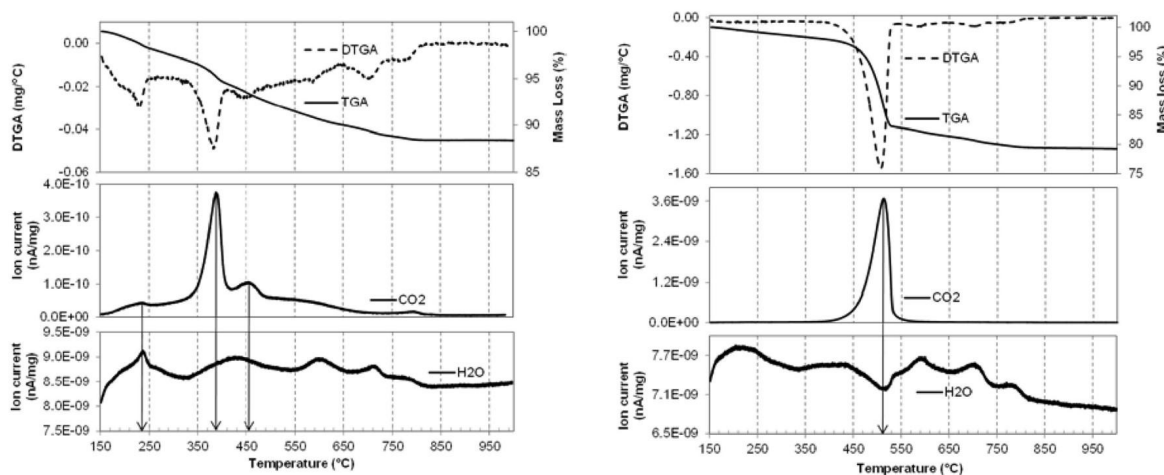 0.00
-0.02
-0.04
-0.06
DTGA (mg/°C)
DTGA
TGA
100
95
90
85
Mass Loss (%)
4.0E-10
3.0E-10
2.0E-10
1.0E-10
0.0E+00
Ion current
(nA/mg)
CO2
9.5E-09
9.0E-09
8.5E-09
8.0E-09
7.5E-09
Ion current
(nA/mg)
H2O
150 250 350 450 550 650 750 850 950
Temperature (°C)
0.00
-0.40
-0.80
-1.20
-1.60
DTGA (mg/°C)
DTGA
TGA
100
95
90
85
80
75
Mass Loss (%)
3.6E-09
2.4E-09
1.2E-09
0.0E+00
Ion current
(nA/mg)
CO2
7.7E-09
7.1E-09
6.5E-09
Ion current
(nA/mg)
H2O
150 250 350 450 550 650 750 850 950
Temperature (°C)